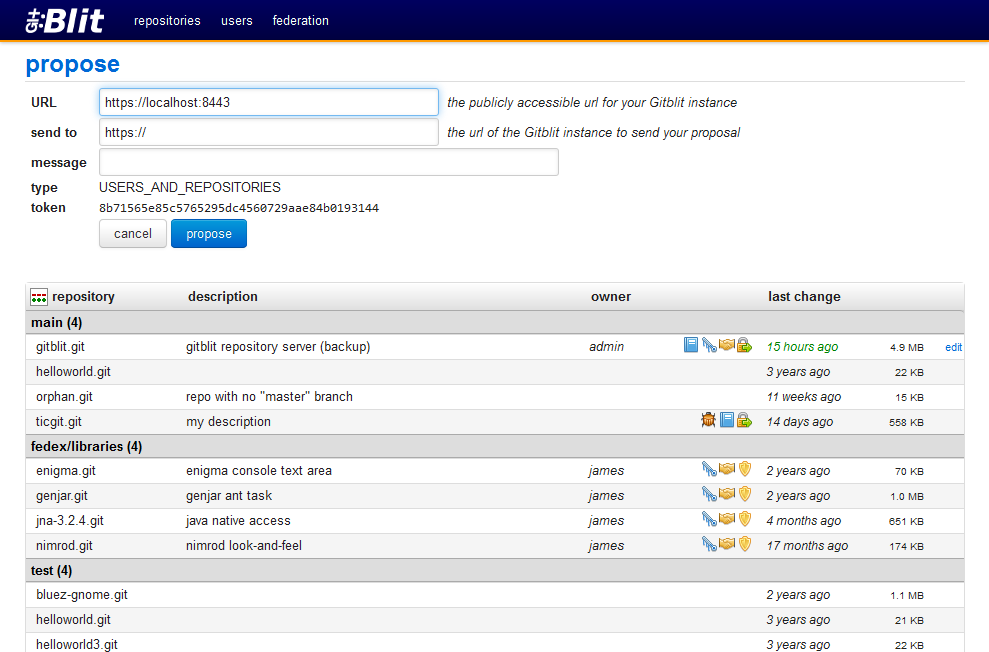 git:Blit repositories users federation
propose
URL https://localhost:8443 the publicly accessible url for your Gitblit instance
send to https:// the url of the Gitblit instance to send your proposal
message
type USERS_AND_REPOSITORIES
token 8b71565e85c5765295dc4560729aae84b0193144
cancel propose
repository description owner last change
main (4)
gitblit.git gitblit repository server (backup) admin 15 hours ago 4.9 MB edit
helloworld.git 3 years ago 22 KB
orphan.git repo with no "master" branch 11 weeks ago 15 KB
ticgit.git my description 14 days ago 558 KB
fedex/libraries (4)
enigma.git enigma console text area james 2 years ago 70 KB
genjar.git genjar ant task james 2 years ago 1.0 MB
jna-3.2.4.git java native access james 4 months ago 651 KB
nimrod.git nimrod look-and-feel james 17 months ago 174 KB
test (4)
bluez-gnome.git 2 years ago 1.1 MB
helloworld.git 3 years ago 21 KB
helloworld3.git 3 years ago 22 KB